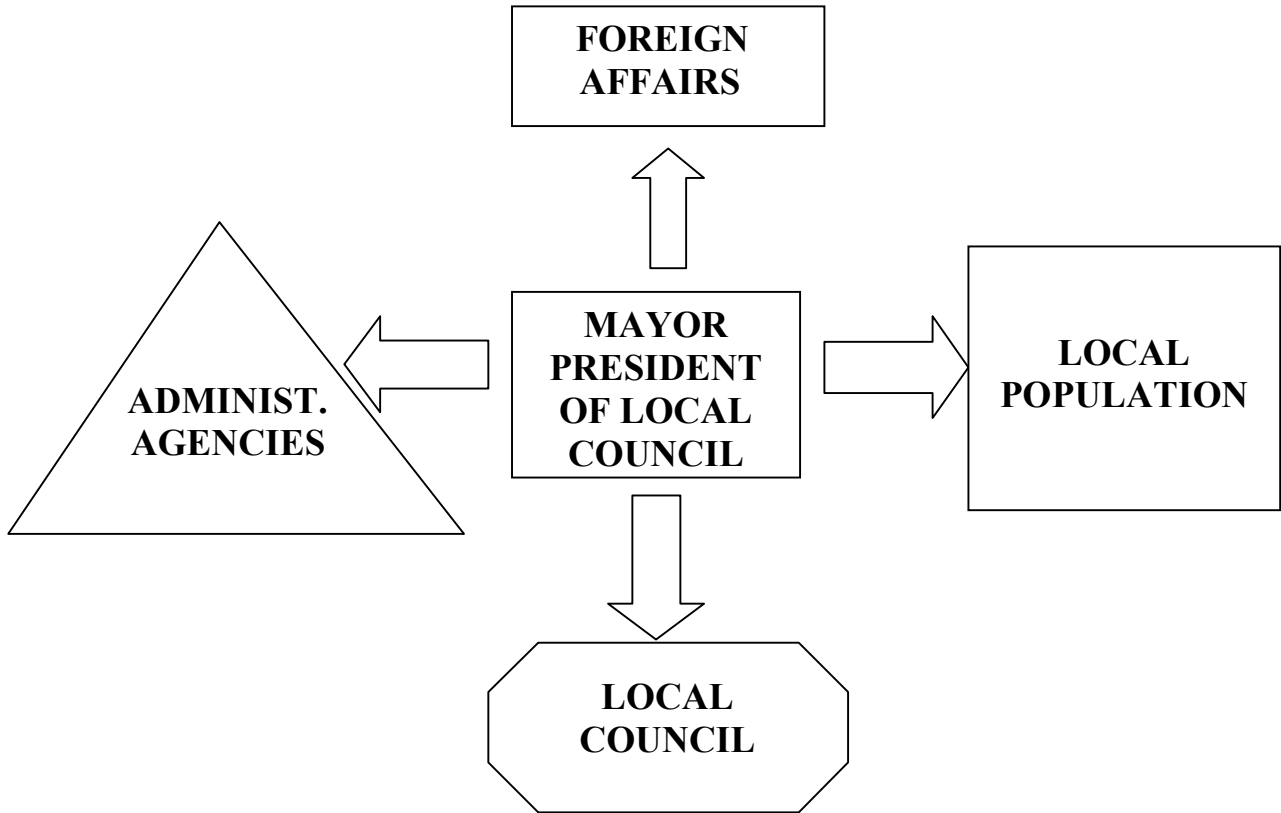 FOREIGN
AFFAIRS
MAYOR
PRESIDENT
OF LOCAL
COUNCIL
LOCAL
POPULATION
ADMINIST.
AGENCIES
LOCAL
COUNCIL